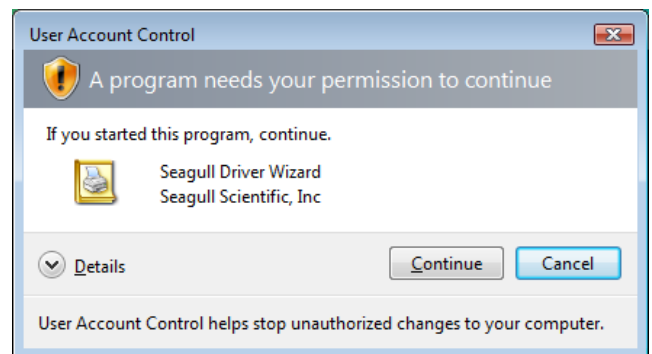 User Account Control
A program needs your permission to continue
If you started this program, continue.
Seagull Driver Wizard
Seagull Scientific, Inc
Details
Continue
Cancel
User Account Control helps stop unauthorized changes to your computer.